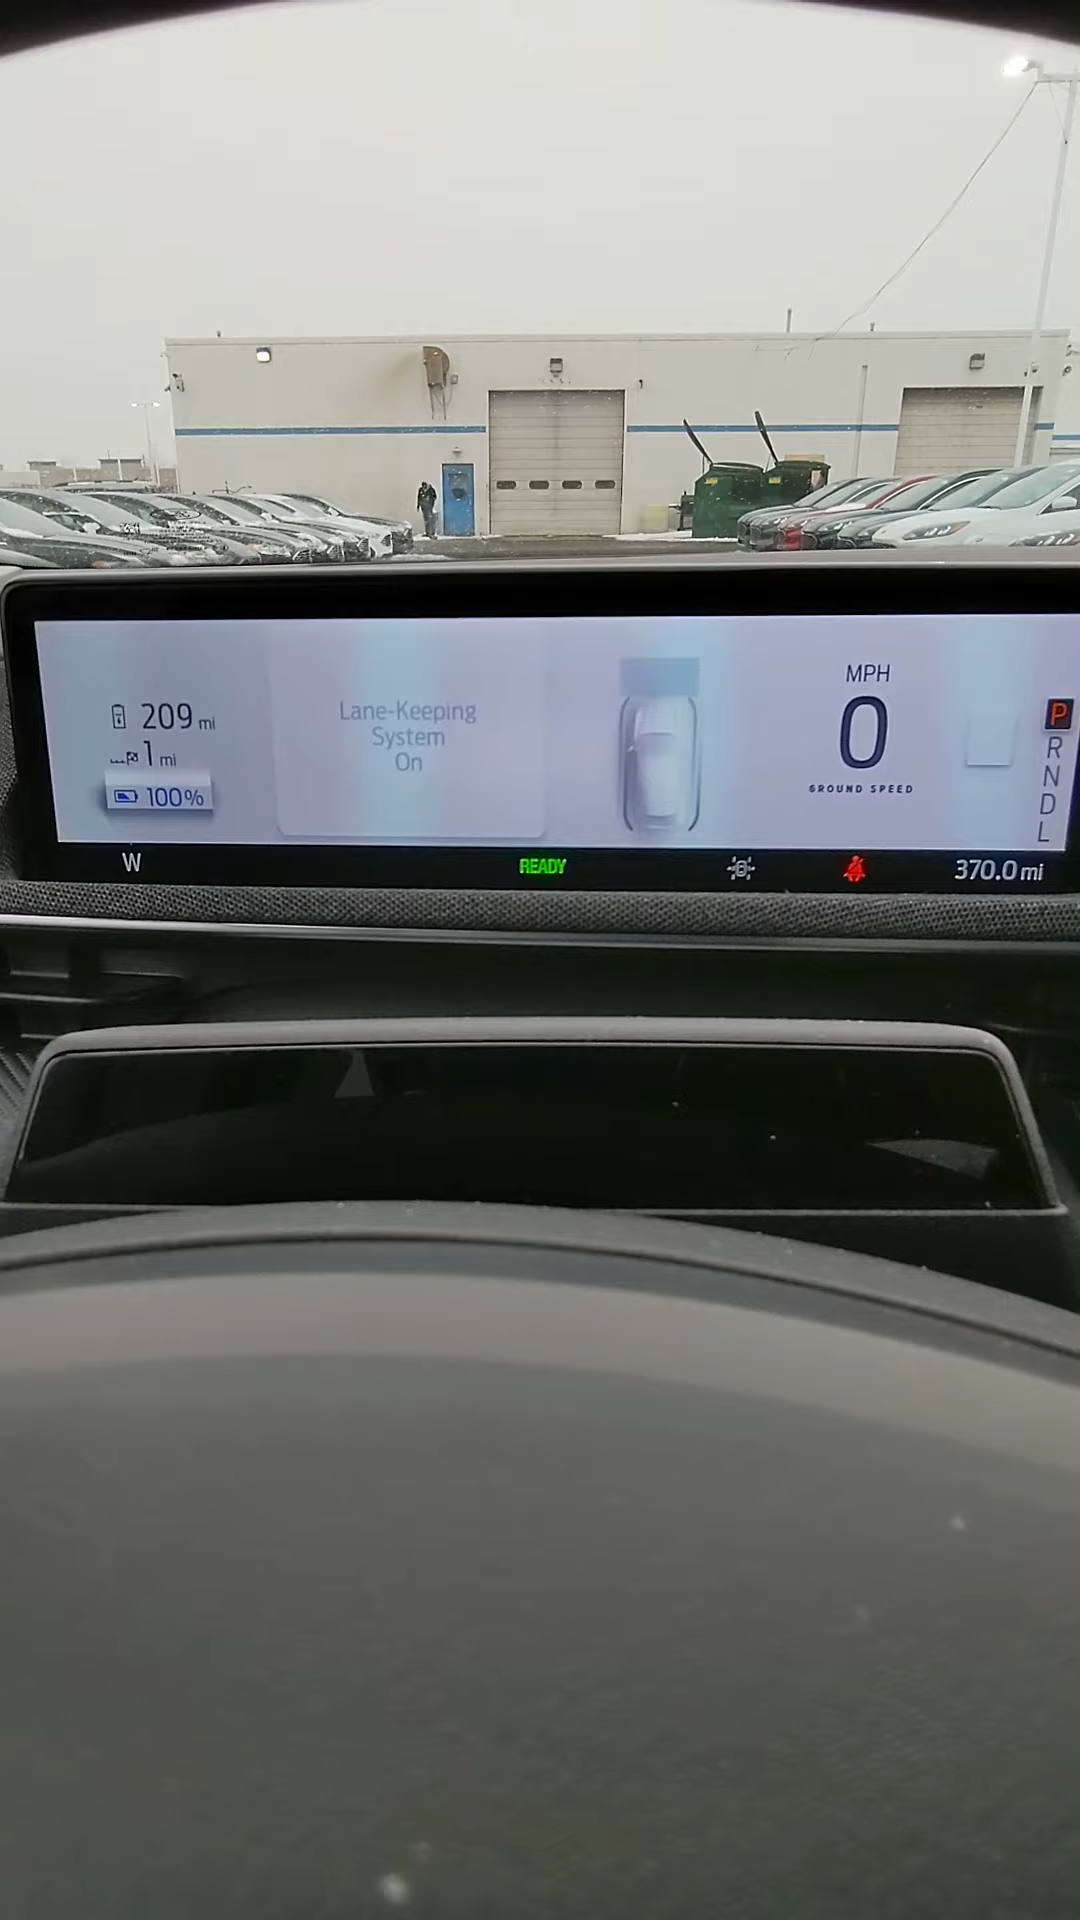 209 mi
1 mi
100%
Lane-Keeping
System
On
MPH
0
GROUND SPEED
P
R
N
D
L
W
READY
370.0 mi